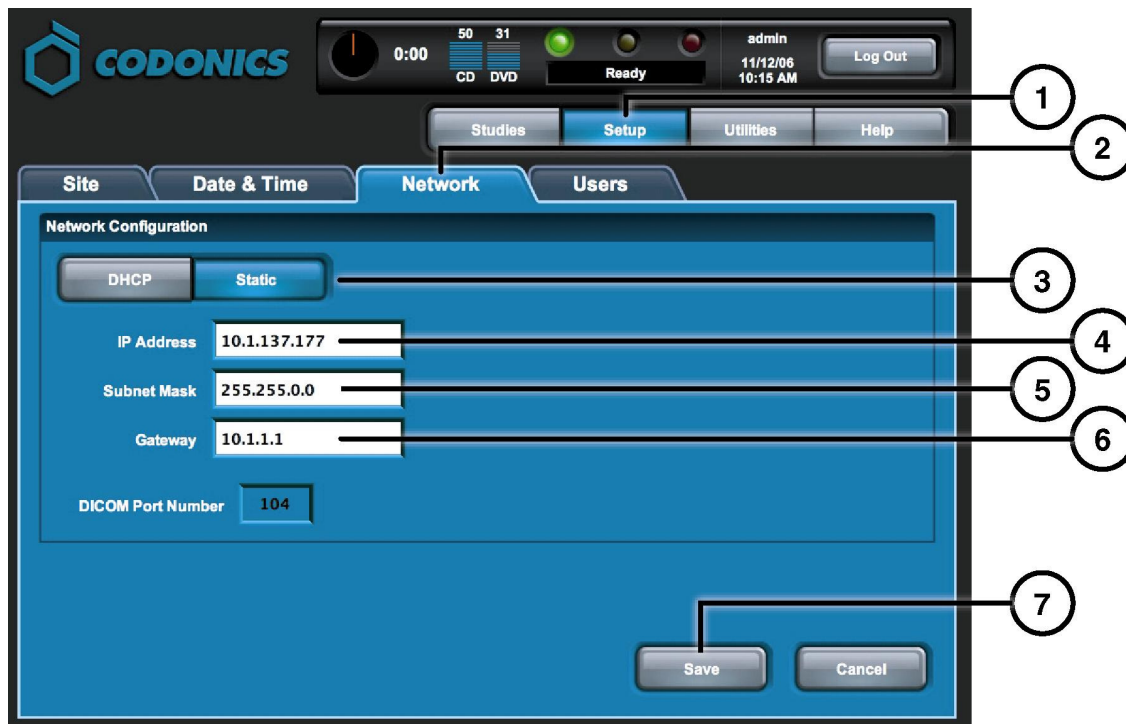 CODONICS
0:00
50 31
CD DVD
Ready
admin
11/12/06
10:15 AM
Log Out
1
Studies Setup Utilities Help
2
Site Date & Time Network Users
Network Configuration
DHCP Static
3
IP Address 10.1.137.177
4
Subnet Mask 255.255.0.0
5
Gateway 10.1.1.1
6
DICOM Port Number 104
7
Save Cancel